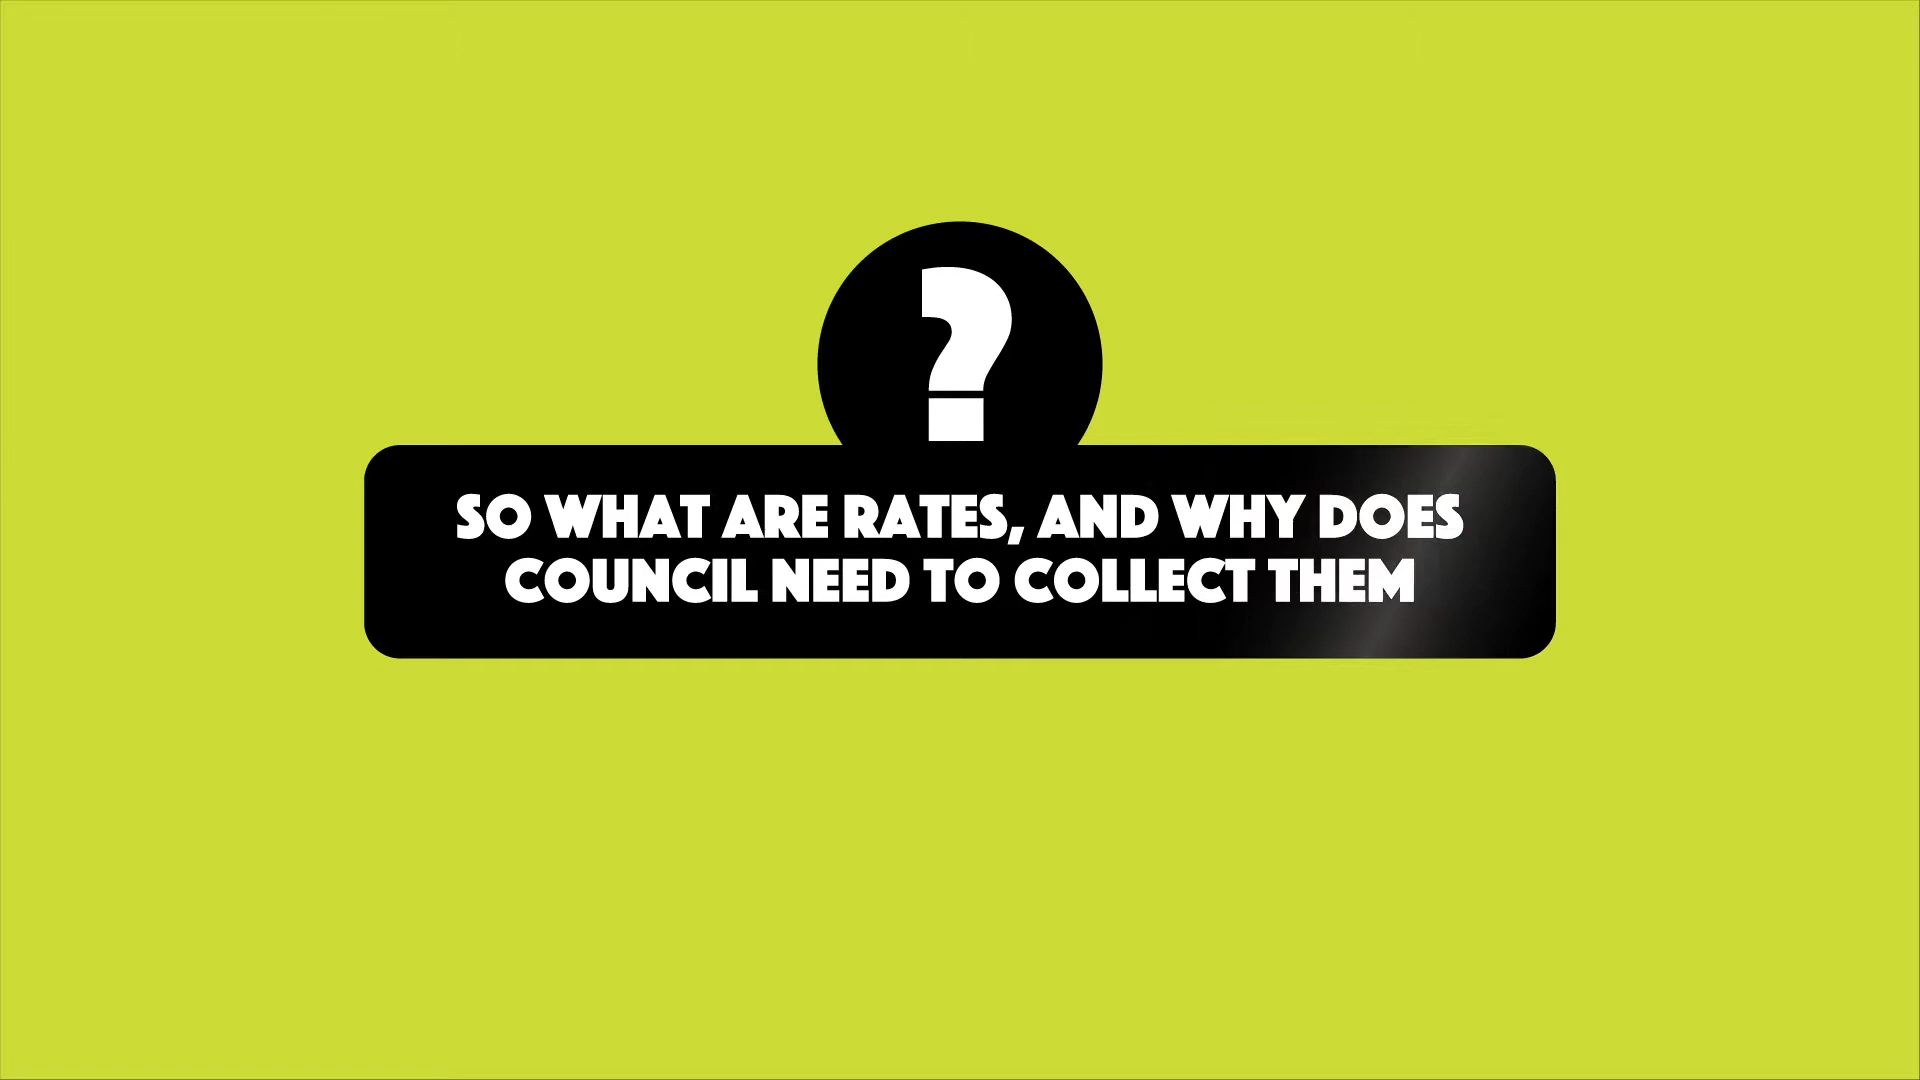 ?
SO WHAT ARE RATES, AND WHY DOES
COUNCIL NEED TO COLLECT THEM